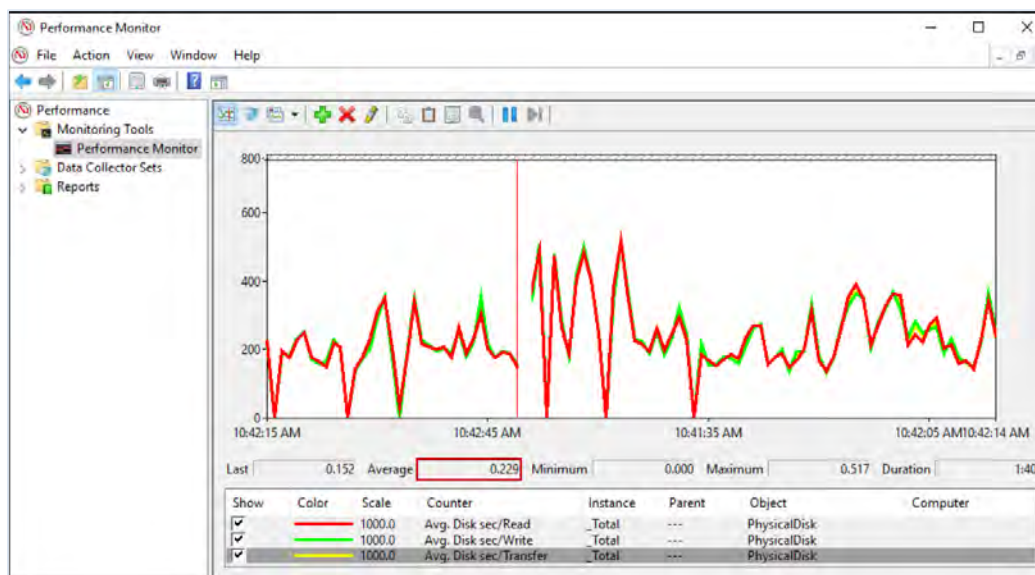 Performance Monitor
File Action View Window Help
Performance
Monitoring Tools
Performance Monitor
Data Collector Sets
Reports
800
600
400
200
0
10:42:15 AM 10:42:45 AM 10:41:35 AM 10:42:05 AM 10:42:14 AM
Last 0.152 Average 0.229 Minimum 0.000 Maximum 0.517 Duration 1:40
Show Color Scale Counter Instance Parent Object Computer
1000.0 Avg. Disk sec/Read _Total --- PhysicalDisk
1000.0 Avg. Disk sec/Write _Total --- PhysicalDisk
1000.0 Avg. Disk sec/Transfer _Total --- PhysicalDisk